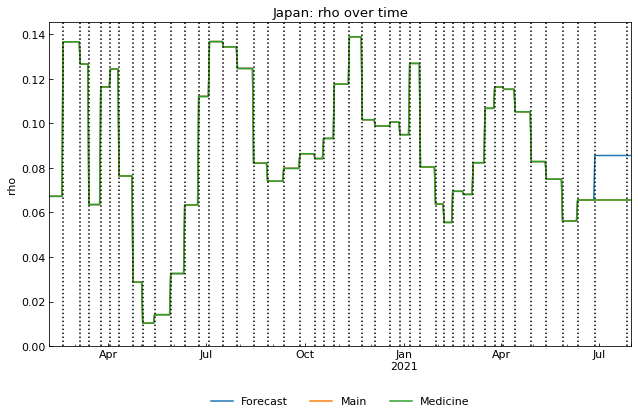 Japan: rho over time
0.14
0.12
0.10
0.08
0.06
0.04
0.02
0.00
rho
Apr Jul Oct Jan Apr Jul
2021
Forecast Main Medicine